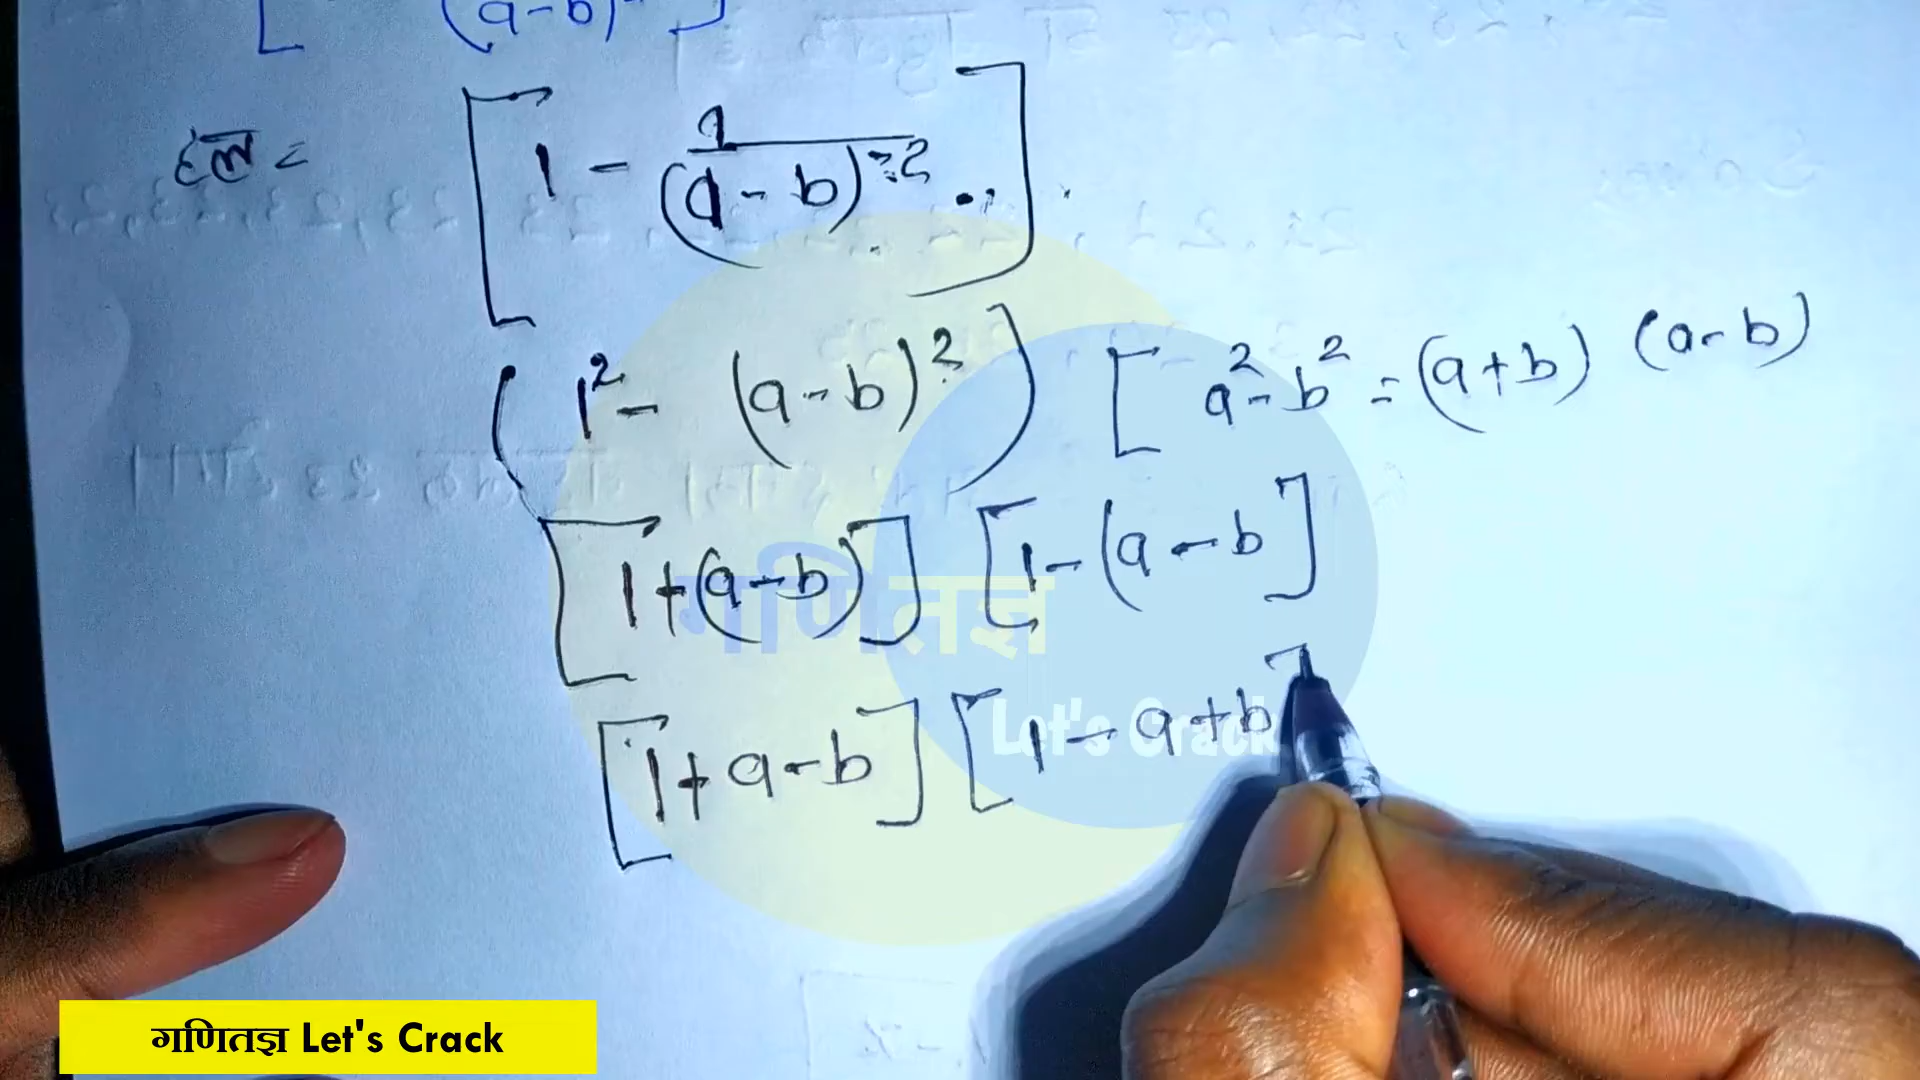 (a-b)
हल = [1 - 1/(a-b)^-2]
(1² - (a-b)²) [a² - b² = (a+b) (a-b)
[1+(a-b)] [1-(a-b]
[1+a-b] [1-a+b]
गणितज्ञ
Let's Crack
गणितज्ञ Let's Crack